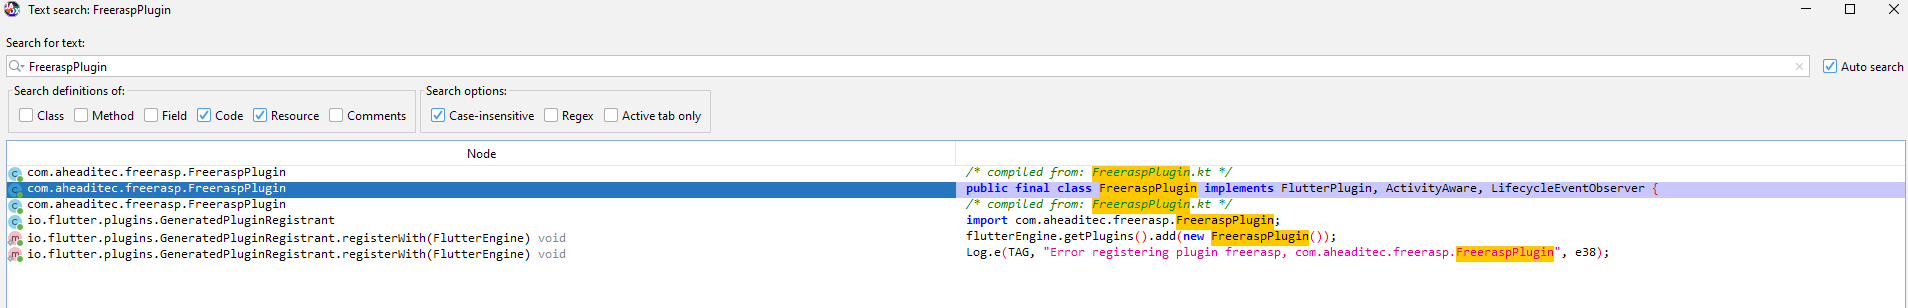 Text search: FreeraspPlugin
Search for text:
FreeraspPlugin
Auto search
Search definitions of:
Search options:
Class Method Field Code Resource Comments
Case-insensitive Regex Active tab only
Node
com.aheaditec.freerasp.FreeraspPlugin /* compiled from: FreeraspPlugin.kt */
com.aheaditec.freerasp.FreeraspPlugin public final class FreeraspPlugin implements FlutterPlugin, ActivityAware, LifecycleEventObserver {
com.aheaditec.freerasp.FreeraspPlugin /* compiled from: FreeraspPlugin.kt */
io.flutter.plugins.GeneratedPluginRegistrant import com.aheaditec.freerasp.FreeraspPlugin;
io.flutter.plugins.GeneratedPluginRegistrant.registerWith(FlutterEngine) void flutterEngine.getPlugins().add(new FreeraspPlugin());
io.flutter.plugins.GeneratedPluginRegistrant.registerWith(FlutterEngine) void Log.e(TAG, "Error registering plugin freerasp, com.aheaditec.freerasp.FreeraspPlugin", e38);